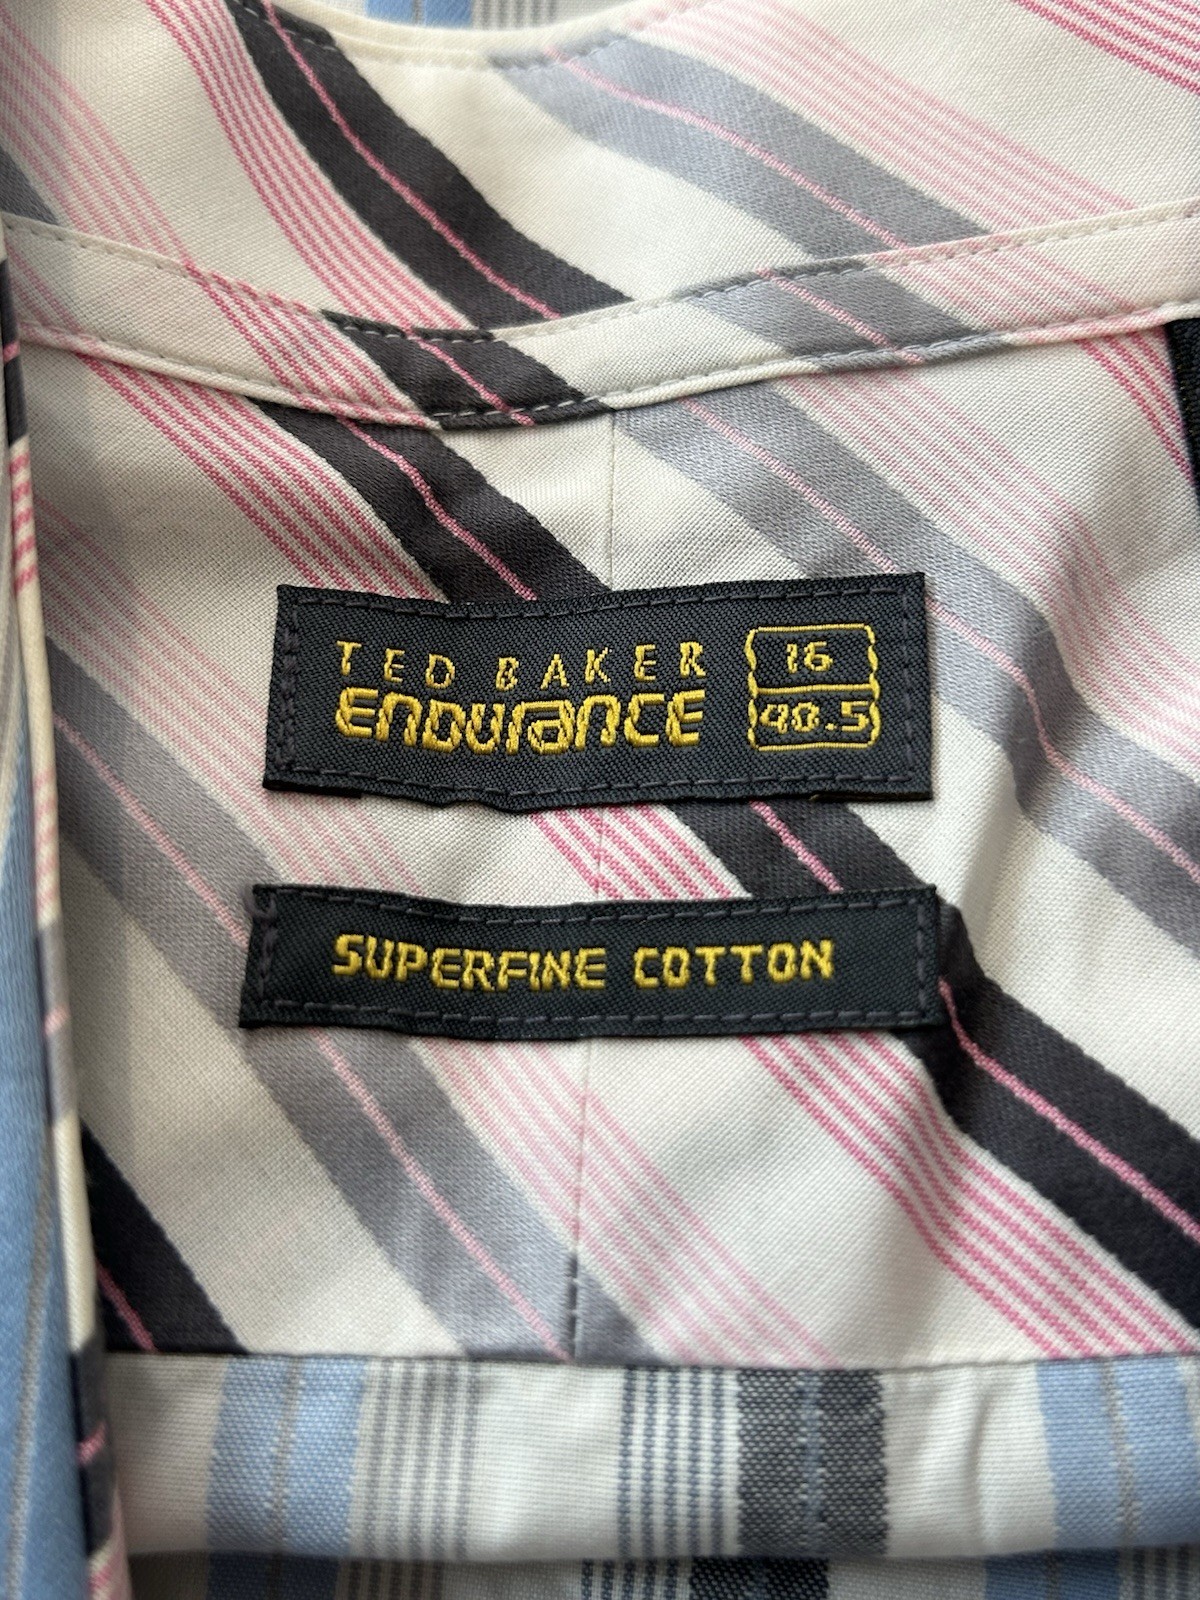 TED BAKER
ENDURANCE
16
40.5
SUPERFINE COTTON